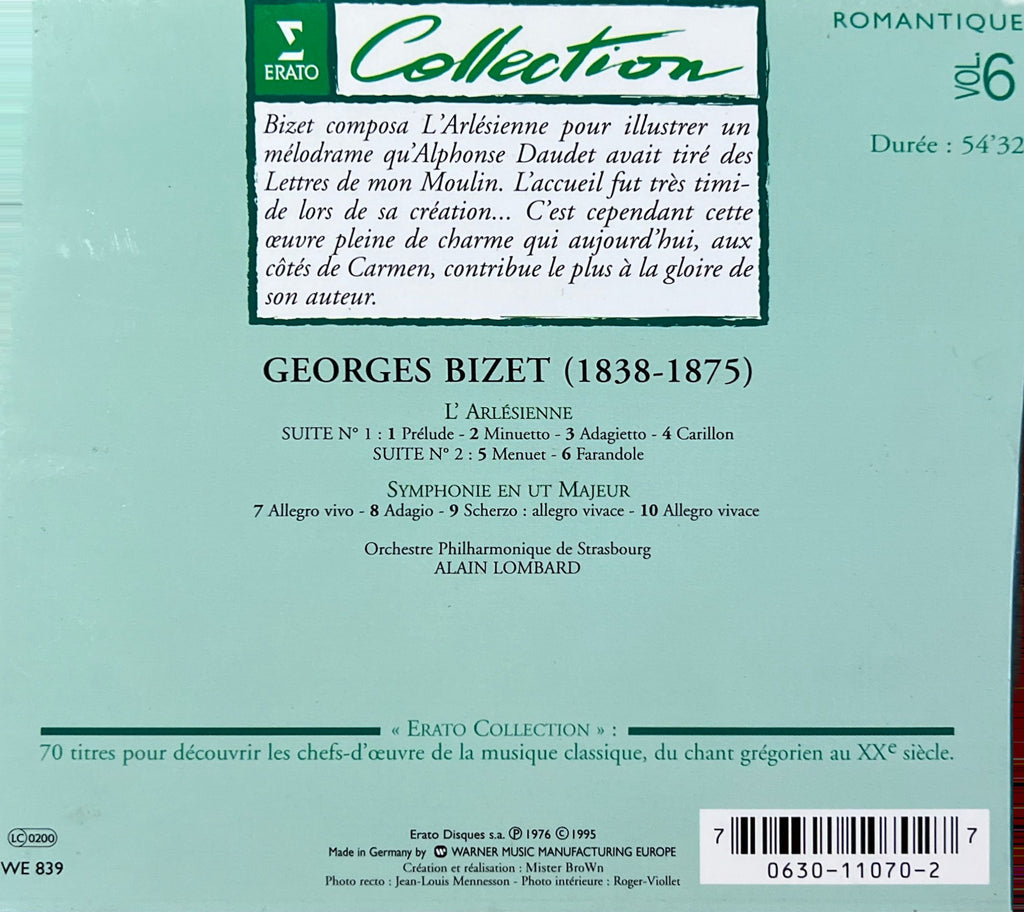 ERATO
Collection
ROMANTIQUE
VOL. 6
Durée : 54'32
Bizet composa L'Arlésienne pour illustrer un
mélodrame qu'Alphonse Daudet avait tiré des
Lettres de mon Moulin. L'accueil fut très timi-
de lors de sa création... C'est cependant cette
œuvre pleine de charme qui aujourd'hui, aux
côtés de Carmen, contribue le plus à la gloire de
son auteur.
GEORGES BIZET (1838-1875)
L' ARLÉSIENNE
SUITE N° 1 : 1 Prélude - 2 Minuetto - 3 Adagietto - 4 Carillon
SUITE N° 2 : 5 Menuet - 6 Farandole
SYMPHONIE EN UT MAJEUR
7 Allegro vivo - 8 Adagio - 9 Scherzo : allegro vivace - 10 Allegro vivace
Orchestre Philharmonique de Strasbourg
ALAIN LOMBARD
« ERATO COLLECTION » :
70 titres pour découvrir les chefs-d'œuvre de la musique classique, du chant grégorien au XXe siècle.
LC 0200
WE 839
Erato Disques s.a. ℗ 1976 © 1995
Made in Germany by WARNER MUSIC MANUFACTURING EUROPE
Création et réalisation : Mister BroWn
Photo recto : Jean-Louis Mennesson - Photo intérieure : Roger-Viollet
7 7
0630-11070-2